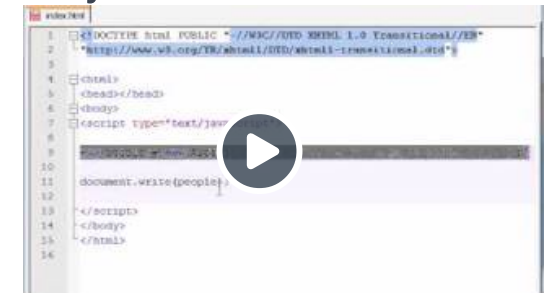 index.html
1 <!DOCTYPE html PUBLIC "-//W3C//DTD XHTML 1.0 Transitional//EN"
2 "http://www.w3.org/TR/xhtml1/DTD/xhtml1-transitional.dtd">
3
4 <html>
5 <head></head>
6 <body>
7 <script type="text/
8
9
10
11 document.write(people
12
13 </script>
14 </body>
15 </html>
16